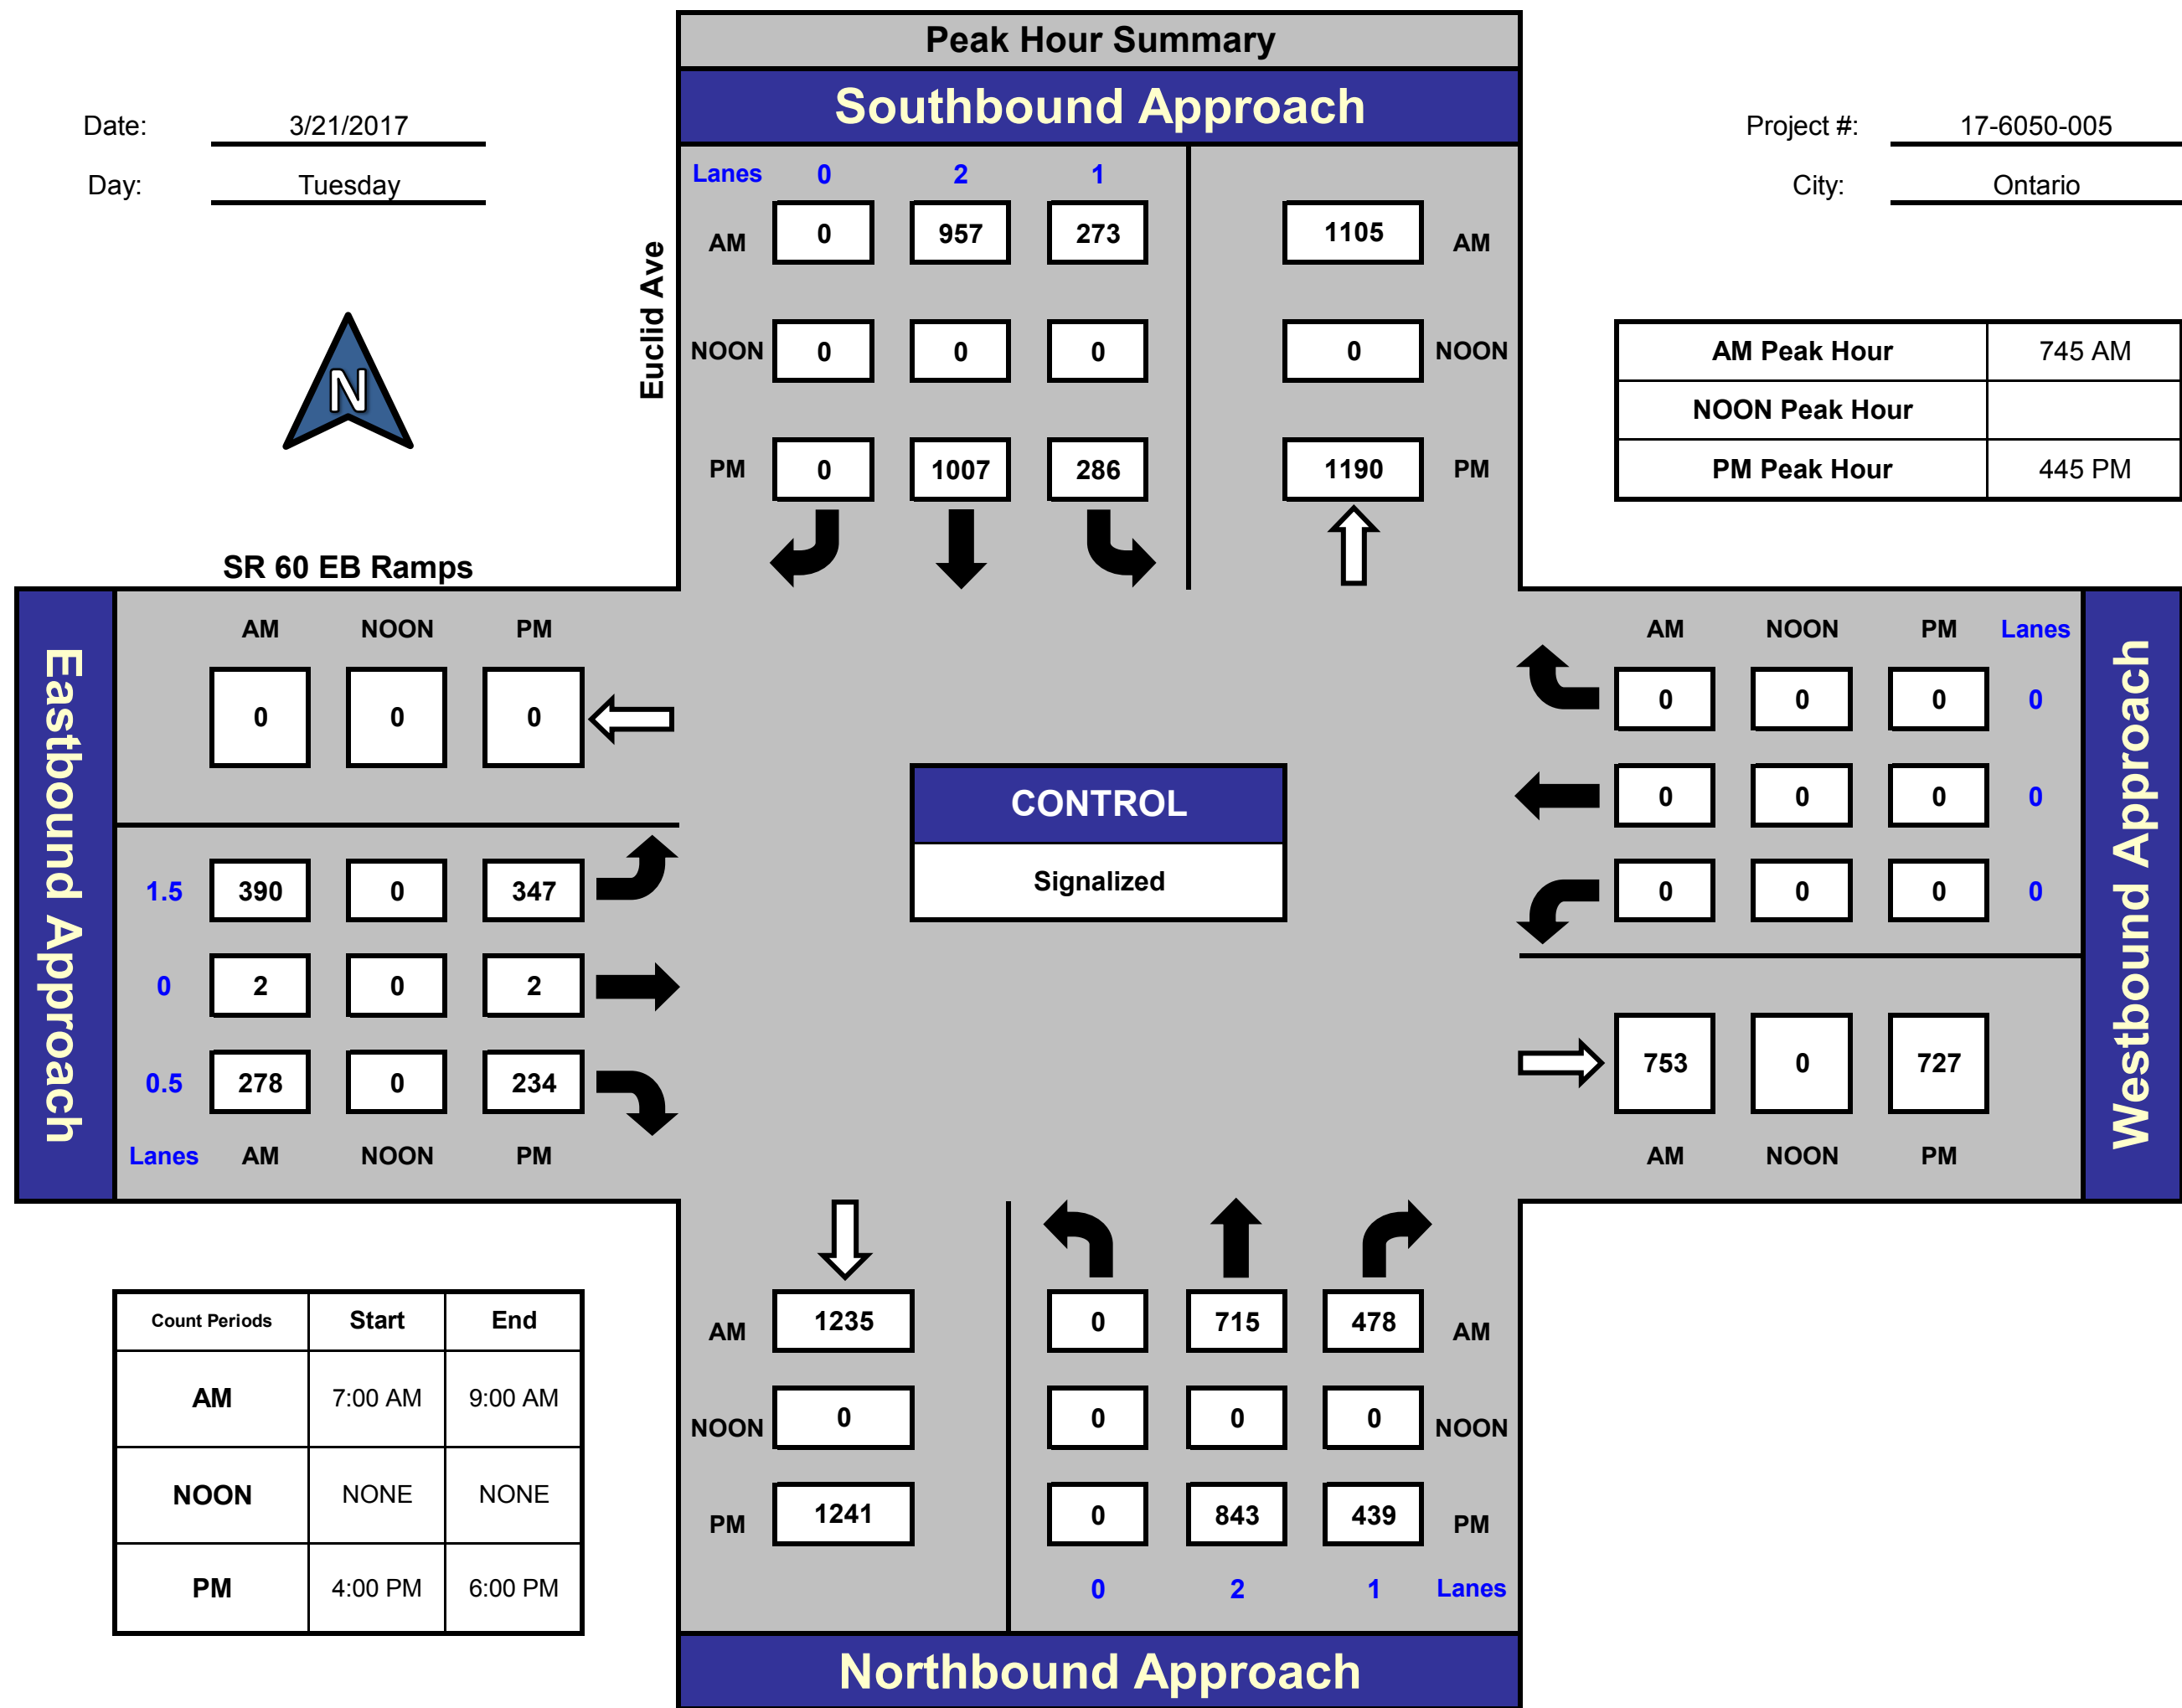 Peak Hour Summary
Southbound Approach
Date: 3/21/2017
Project #: 17-6050-005
Day: Tuesday
City: Ontario
Lanes 0 2 1
AM 0 957 273 1105 AM
Euclid Ave
NOON 0 0 0 0 NOON
PM 0 1007 286 1190 PM
AM Peak Hour 745 AM
NOON Peak Hour
PM Peak Hour 445 PM
SR 60 EB Ramps
Eastbound Approach
AM NOON PM
0 0 0
1.5 390 0 347
0 2 0 2
0.5 278 0 234
Lanes AM NOON PM
CONTROL
Signalized
AM NOON PM Lanes
0 0 0 0
0 0 0 0
0 0 0 0
753 0 727
AM NOON PM
Westbound Approach
Count Periods Start End
AM 7:00 AM 9:00 AM
NOON NONE NONE
PM 4:00 PM 6:00 PM
AM 1235 0 715 478 AM
NOON 0 0 0 0 NOON
PM 1241 0 843 439 PM
0 2 1 Lanes
Northbound Approach
N